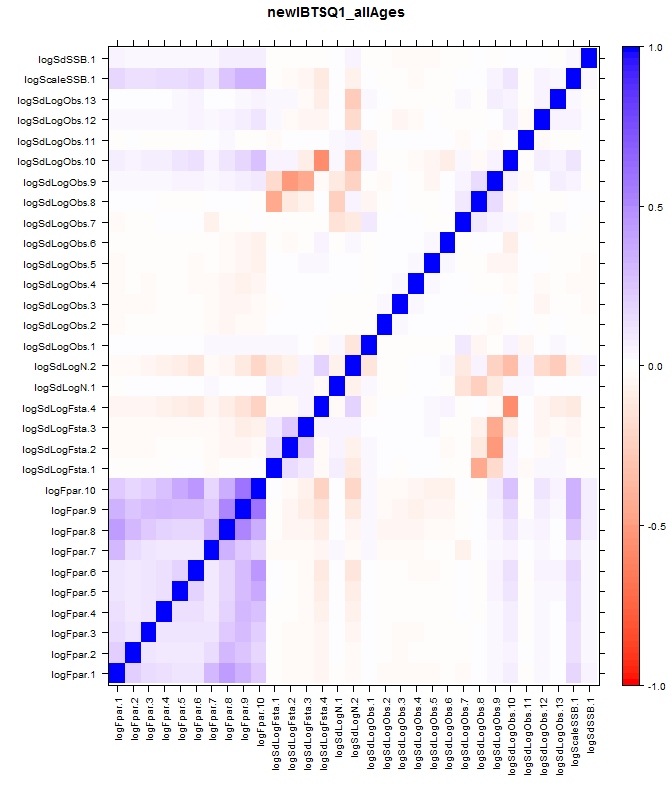 newIBTSQ1_allAges
logSdSSB.1
logScaleSSB.1
logSdLogObs.13
logSdLogObs.12
logSdLogObs.11
logSdLogObs.10
logSdLogObs.9
logSdLogObs.8
logSdLogObs.7
logSdLogObs.6
logSdLogObs.5
logSdLogObs.4
logSdLogObs.3
logSdLogObs.2
logSdLogObs.1
logSdLogN.2
logSdLogN.1
logSdLogFsta.4
logSdLogFsta.3
logSdLogFsta.2
logSdLogFsta.1
logFpar.10
logFpar.9
logFpar.8
logFpar.7
logFpar.6
logFpar.5
logFpar.4
logFpar.3
logFpar.2
logFpar.1
logFpar.1
logFpar.2
logFpar.3
logFpar.4
logFpar.5
logFpar.6
logFpar.7
logFpar.8
logFpar.9
logFpar.10
logSdLogFsta.1
logSdLogFsta.2
logSdLogFsta.3
logSdLogFsta.4
logSdLogN.1
logSdLogN.2
logSdLogObs.1
logSdLogObs.2
logSdLogObs.3
logSdLogObs.4
logSdLogObs.5
logSdLogObs.6
logSdLogObs.7
logSdLogObs.8
logSdLogObs.9
logSdLogObs.10
logSdLogObs.11
logSdLogObs.12
logSdLogObs.13
logScaleSSB.1
logSdSSB.1
1.0
0.5
0.0
-0.5
-1.0